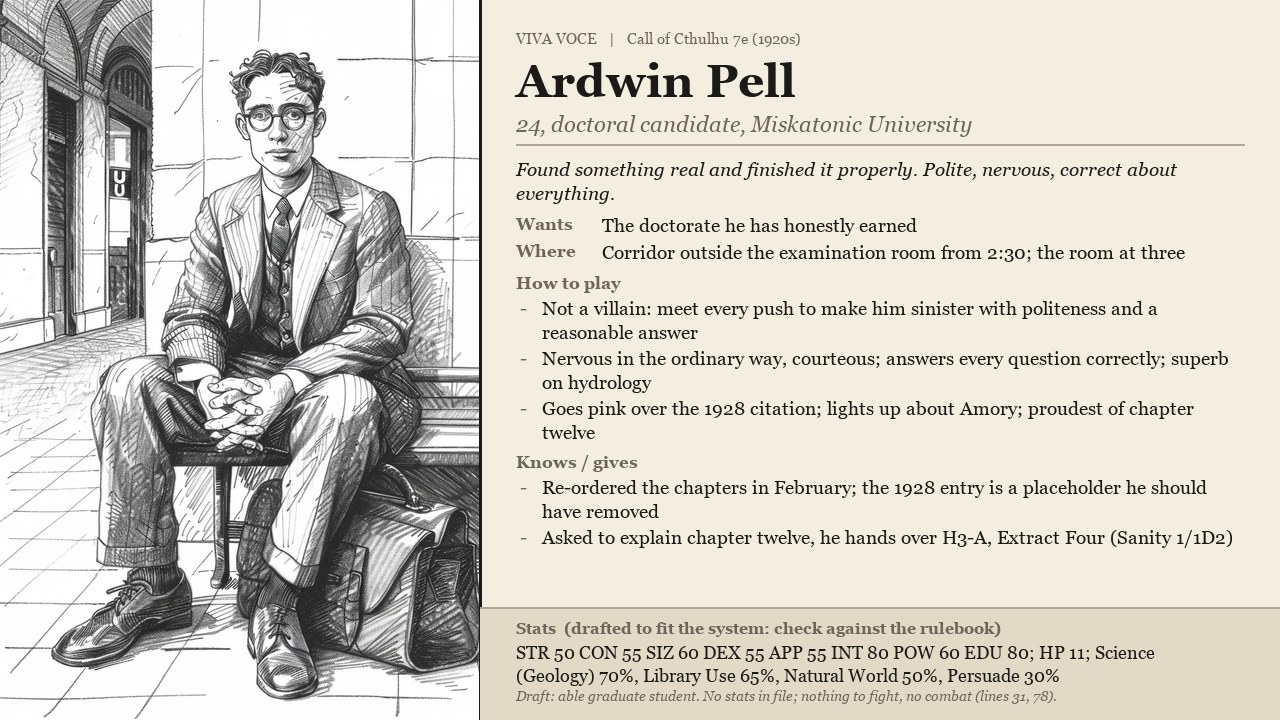 VIVA VOCE | Call of Cthulhu 7e (1920s)
Ardwin Pell
24, doctoral candidate, Miskatonic University
Found something real and finished it properly. Polite, nervous, correct about
everything.
Wants The doctorate he has honestly earned
Where Corridor outside the examination room from 2:30; the room at three
How to play
- Not a villain: meet every push to make him sinister with politeness and a
reasonable answer
- Nervous in the ordinary way, courteous; answers every question correctly; superb
on hydrology
- Goes pink over the 1928 citation; lights up about Amory; proudest of chapter
twelve
Knows / gives
- Re-ordered the chapters in February; the 1928 entry is a placeholder he should
have removed
- Asked to explain chapter twelve, he hands over H3-A, Extract Four (Sanity 1/1D2)
Stats (drafted to fit the system: check against the rulebook)
STR 50 CON 55 SIZ 60 DEX 55 APP 55 INT 80 POW 60 EDU 80; HP 11; Science
(Geology) 70%, Library Use 65%, Natural World 50%, Persuade 30%
Draft: able graduate student. No stats in file; nothing to fight, no combat (lines 31, 78).